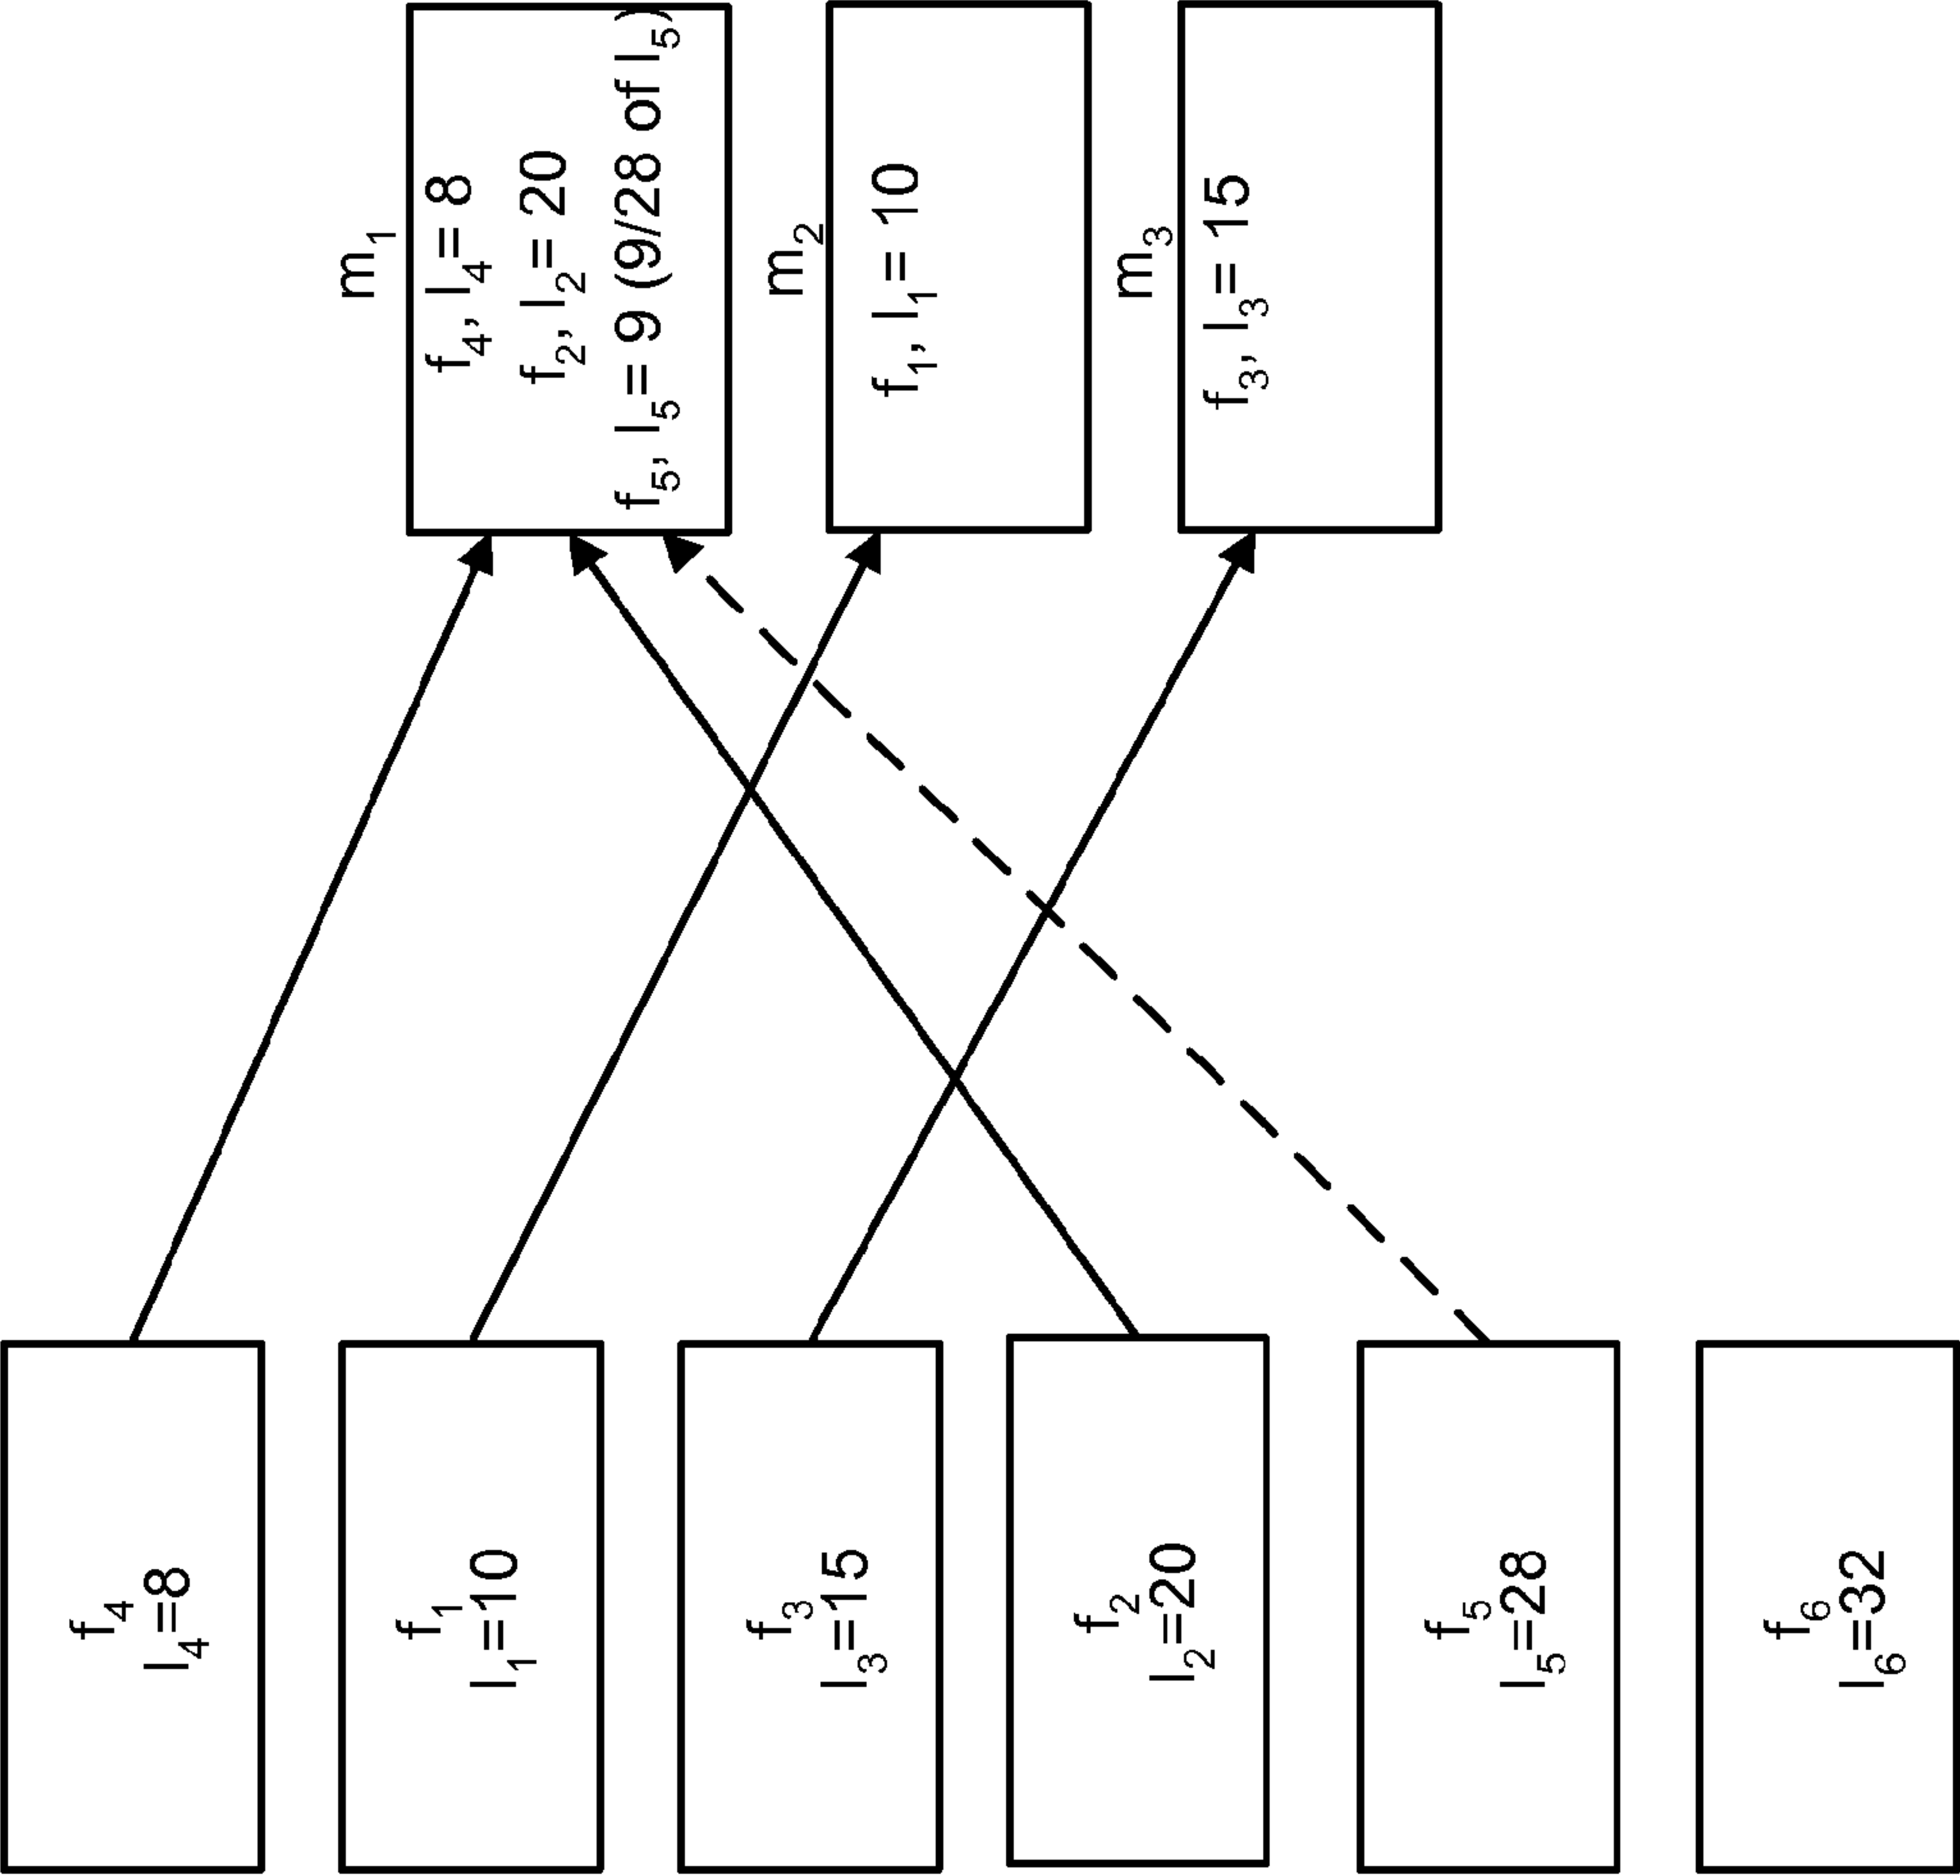 f4
l4=8
f1
l1=10
f3
l3=15
f2
l2=20
f5
l5=28
f6
l6=32
m1
f4, l4= 8
f2, l2= 20
f5, l5= 9 (9/28 of l5)
m2
f1, l1= 10
m3
f3, l3= 15